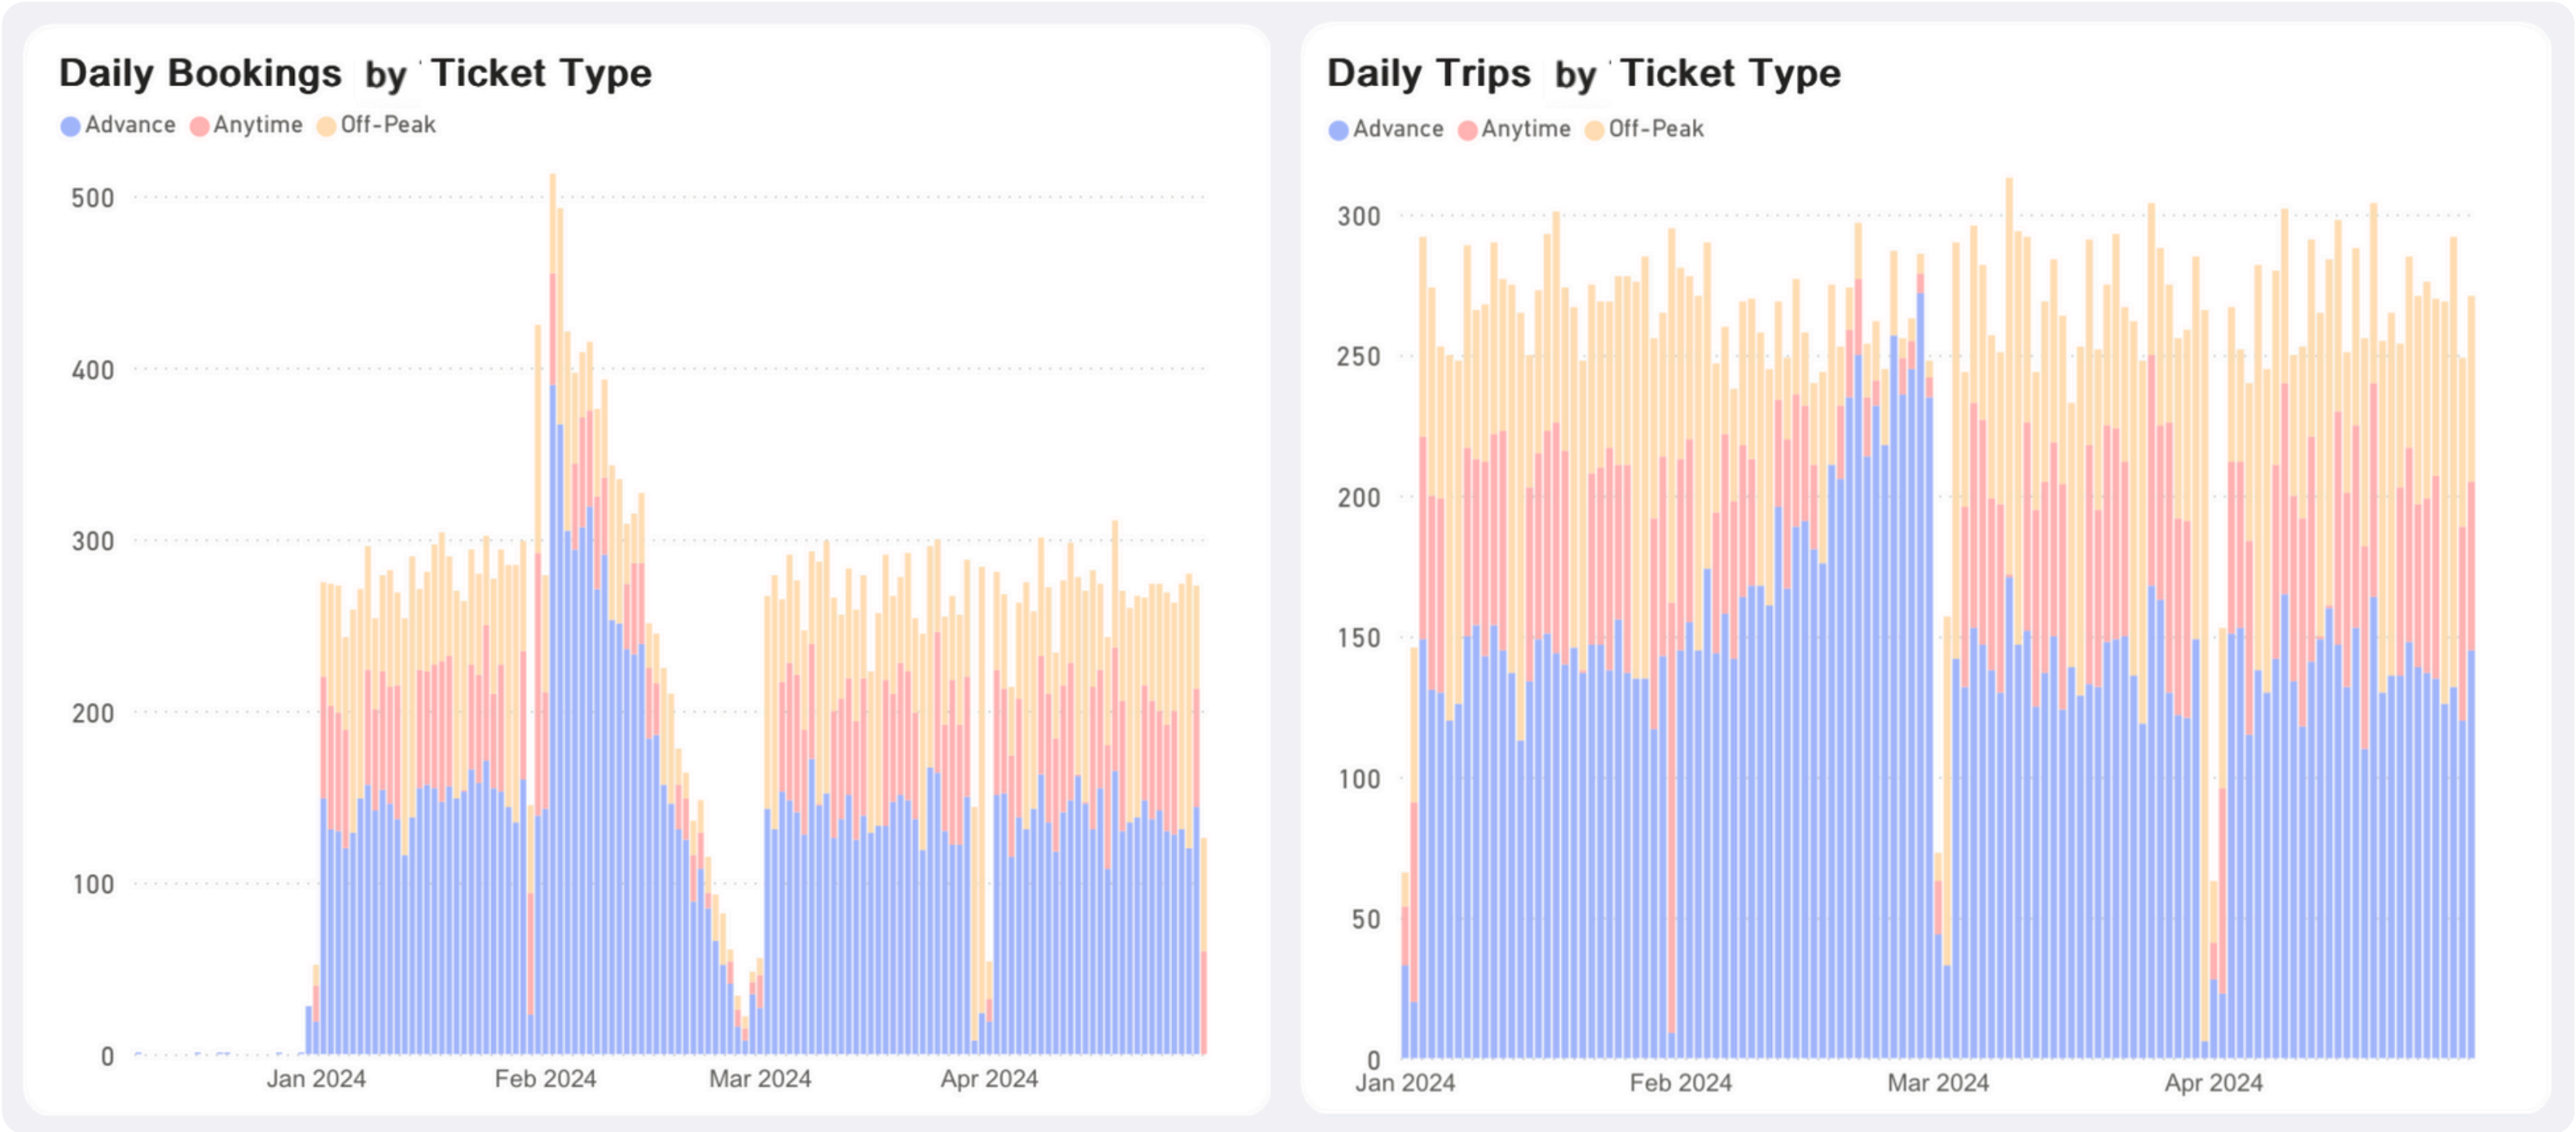 Daily Bookings by Ticket Type
Advance Anytime Off-Peak
500
400
300
200
100
0
Jan 2024 Feb 2024 Mar 2024 Apr 2024
Daily Trips by Ticket Type
Advance Anytime Off-Peak
300
250
200
150
100
50
0
Jan 2024 Feb 2024 Mar 2024 Apr 2024